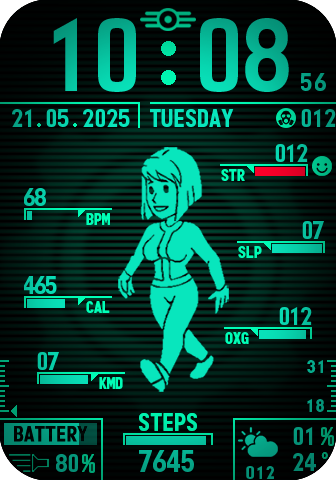 10:08 56
21.05.2025 TUESDAY 012
012
STR
68
BPM
07
SLP
465
CAL
012
OXG
07
KMD
31
18
BATTERY
80%
STEPS
7645
01 %
24 °
012